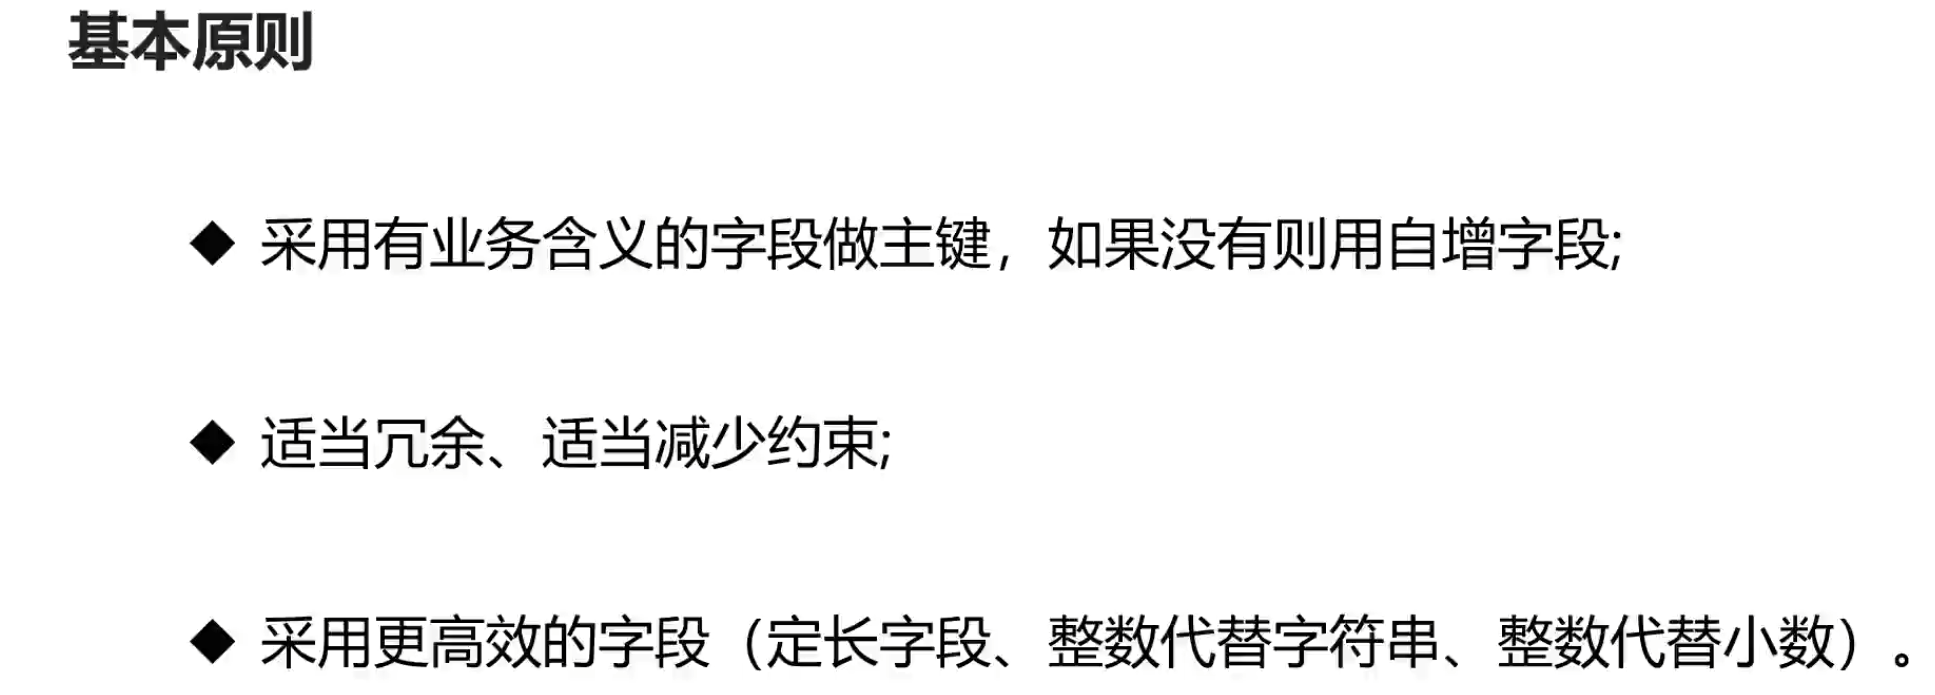 基本原则
◆ 采用有业务含义的字段做主键，如果没有则用自增字段;
◆ 适当冗余、适当减少约束;
◆ 采用更高效的字段（定长字段、整数代替字符串、整数代替小数）。